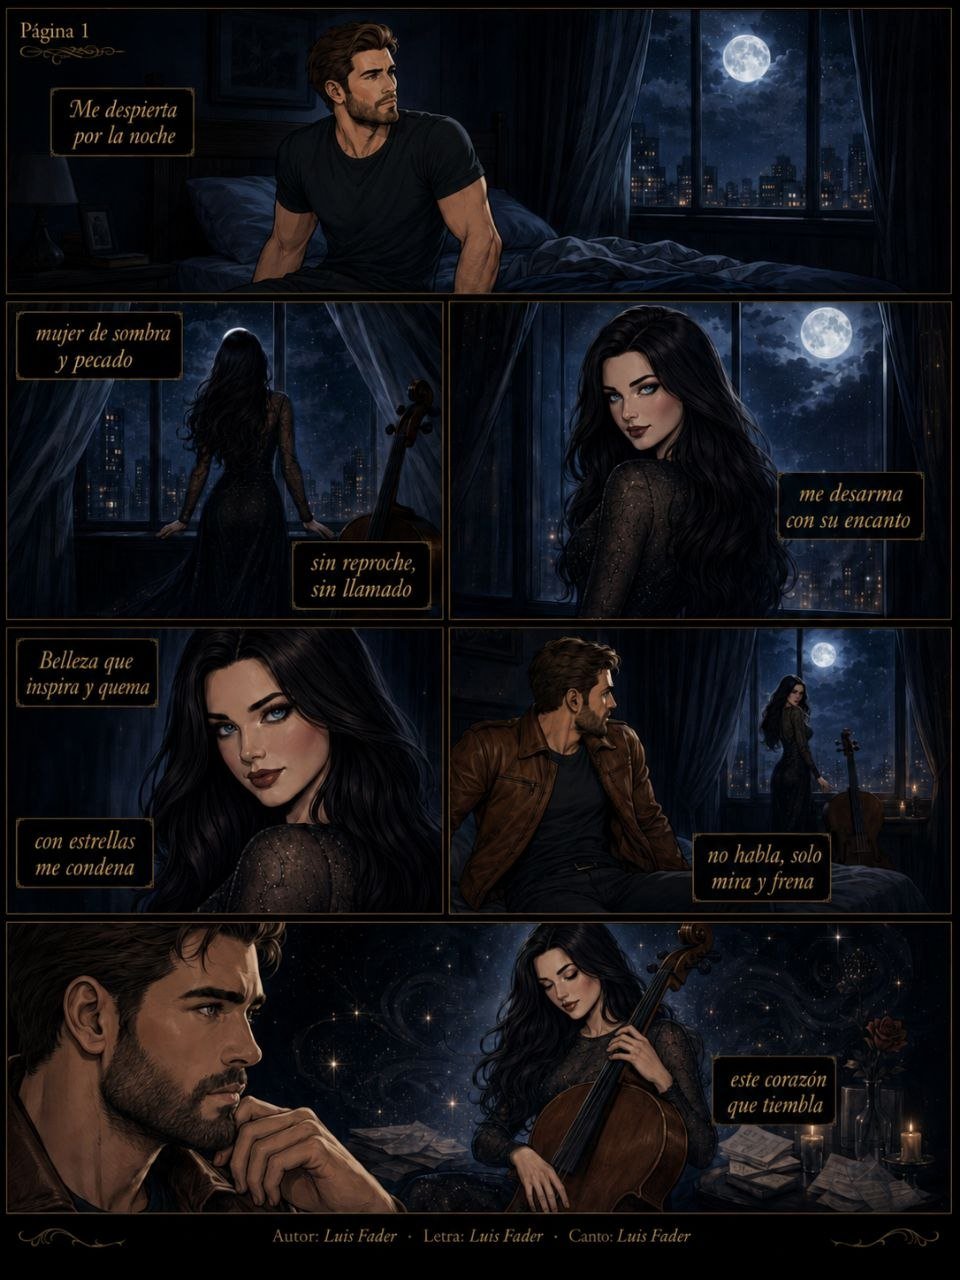 Página 1
Me despierta
por la noche
mujer de sombra
y pecado
sin reproche,
sin llamado
me desarma
con su encanto
Belleza que
inspira y quema
con estrellas
me condena
no habla, solo
mira y frena
este corazón
que tiembla
Autor: Luis Fader · Letra: Luis Fader · Canto: Luis Fader